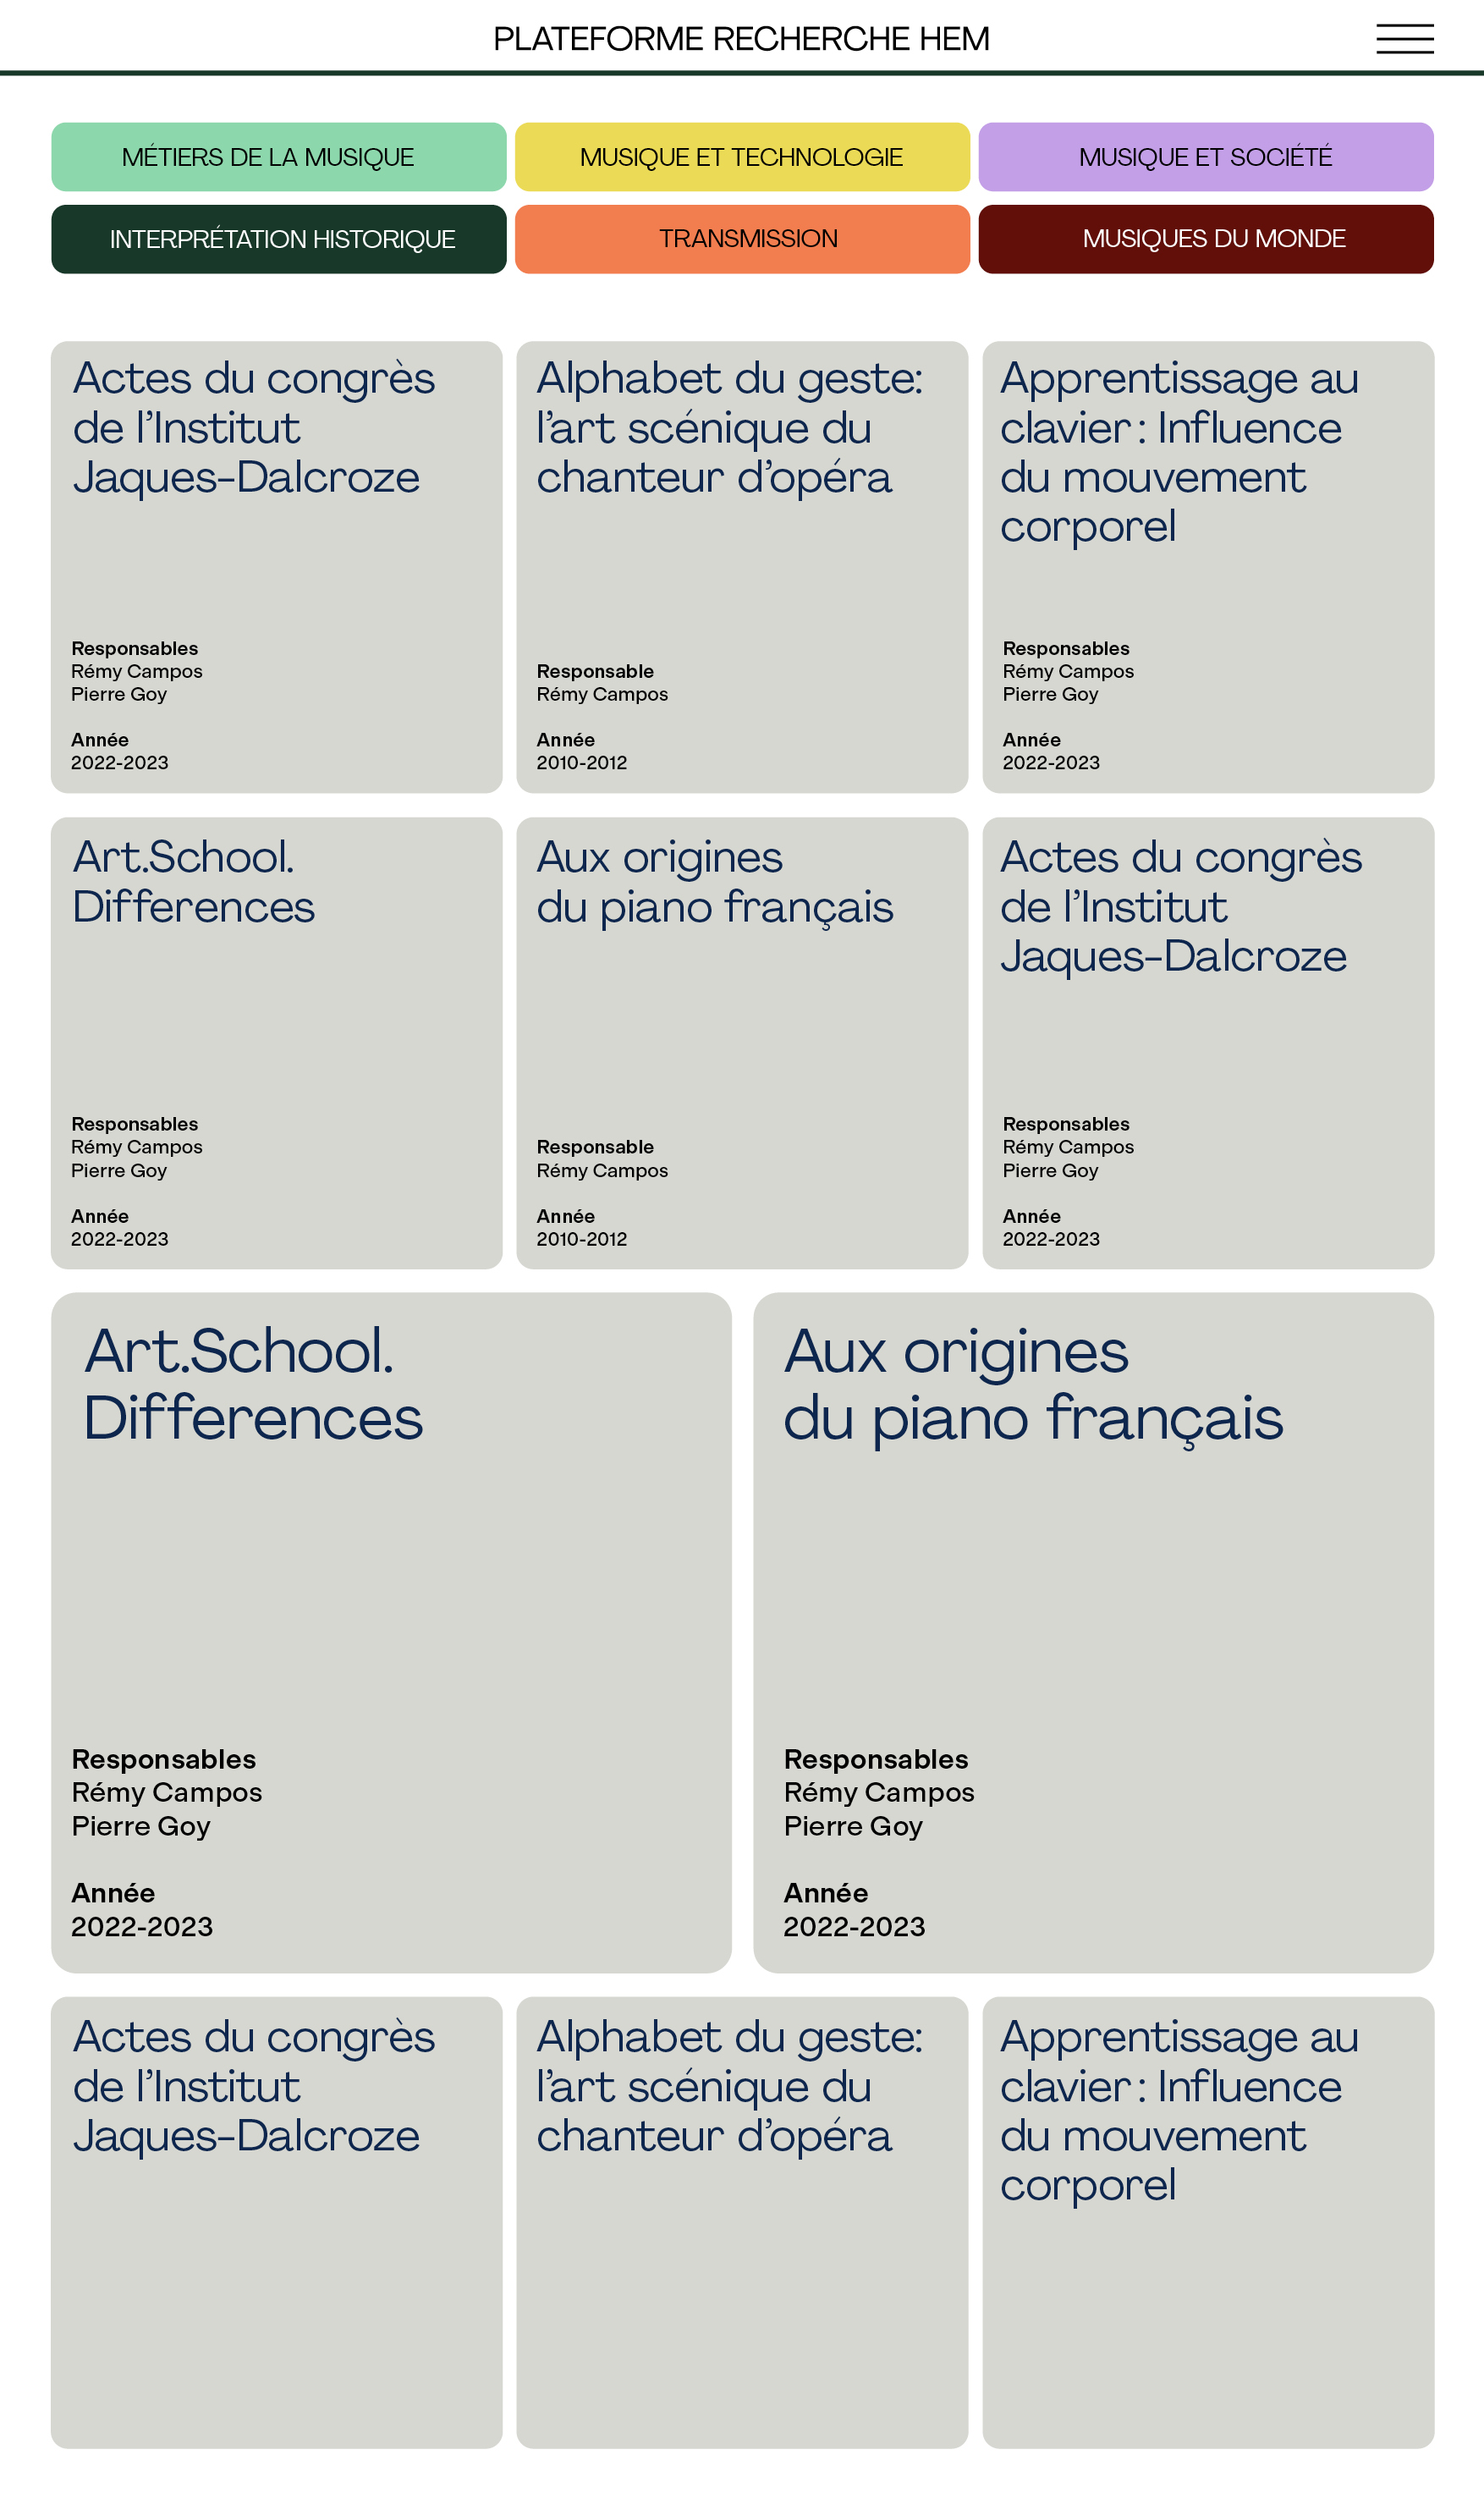 PLATEFORME RECHERCHE HEM
MÉTIERS DE LA MUSIQUE
MUSIQUE ET TECHNOLOGIE
MUSIQUE ET SOCIÉTÉ
INTERPRÉTATION HISTORIQUE
TRANSMISSION
MUSIQUES DU MONDE
Actes du congrès
de l’Institut
Jaques-Dalcroze
Responsables
Rémy Campos
Pierre Goy
Année
2022-2023
Alphabet du geste:
l’art scénique du
chanteur d’opéra
Responsable
Rémy Campos
Année
2010-2012
Apprentissage au
clavier : Influence
du mouvement
corporel
Responsables
Rémy Campos
Pierre Goy
Année
2022-2023
Art.School.
Differences
Responsables
Rémy Campos
Pierre Goy
Année
2022-2023
Aux origines
du piano français
Responsable
Rémy Campos
Année
2010-2012
Actes du congrès
de l’Institut
Jaques-Dalcroze
Responsables
Rémy Campos
Pierre Goy
Année
2022-2023
Art.School.
Differences
Responsables
Rémy Campos
Pierre Goy
Année
2022-2023
Aux origines
du piano français
Responsables
Rémy Campos
Pierre Goy
Année
2022-2023
Actes du congrès
de l’Institut
Jaques-Dalcroze
Alphabet du geste:
l’art scénique du
chanteur d’opéra
Apprentissage au
clavier : Influence
du mouvement
corporel